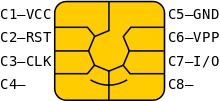 C1—VCC
C2—RST
C3—CLK
C4—
C5—GND
C6—VPP
C7—I/O
C8—